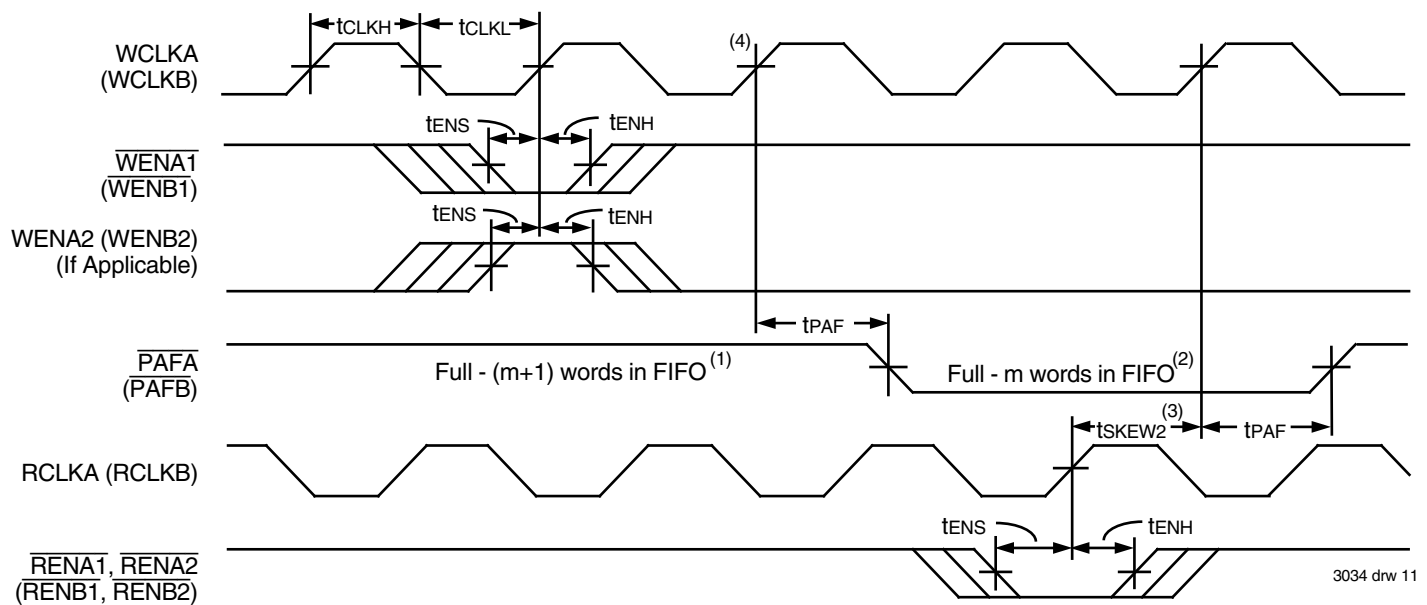 tCLKH tCLKL
(4)
WCLKA
(WCLKB)
tENS tENH
WENA1
(WENB1)
tENS tENH
WENA2 (WENB2)
(If Applicable)
tPAF
PAFA
(PAFB)
Full - (m+1) words in FIFO(1)
Full - m words in FIFO(2)
(3)
tSKEW2 tPAF
RCLKA (RCLKB)
tENS tENH
RENA1, RENA2
(RENB1, RENB2)
3034 drw 11